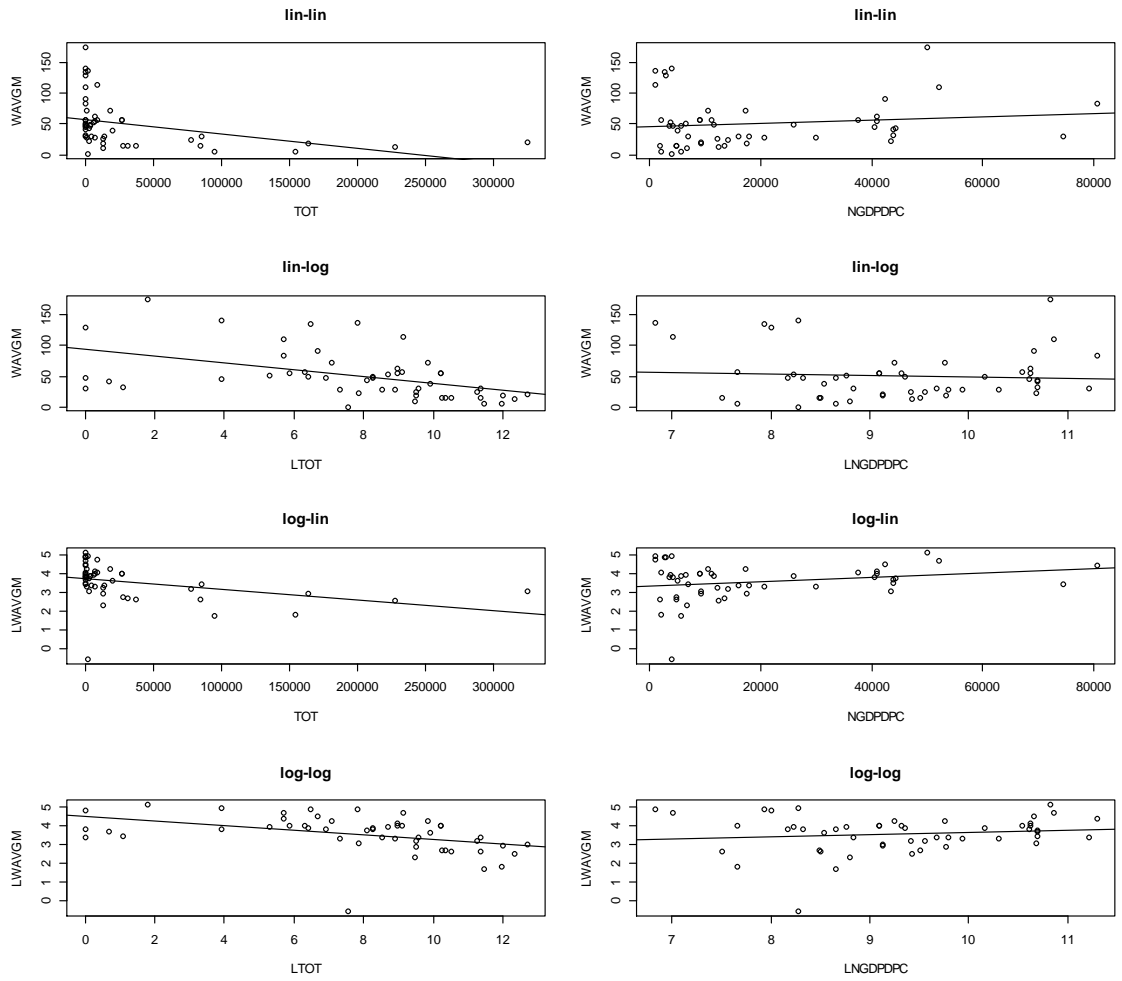 lin-lin
WAVGM
0 50 100 150
0 50000 100000 150000 200000 250000 300000
TOT
lin-lin
WAVGM
0 50 100 150
0 20000 40000 60000 80000
NGDPDPC
lin-log
WAVGM
0 50 100 150
0 2 4 6 8 10 12
LTOT
lin-log
WAVGM
0 50 100 150
7 8 9 10 11
LNGDPDPC
log-lin
LWAVGM
0 1 2 3 4 5
0 50000 100000 150000 200000 250000 300000
TOT
log-lin
LWAVGM
0 1 2 3 4 5
0 20000 40000 60000 80000
NGDPDPC
log-log
LWAVGM
0 1 2 3 4 5
0 2 4 6 8 10 12
LTOT
log-log
LWAVGM
0 1 2 3 4 5
7 8 9 10 11
LNGDPDPC